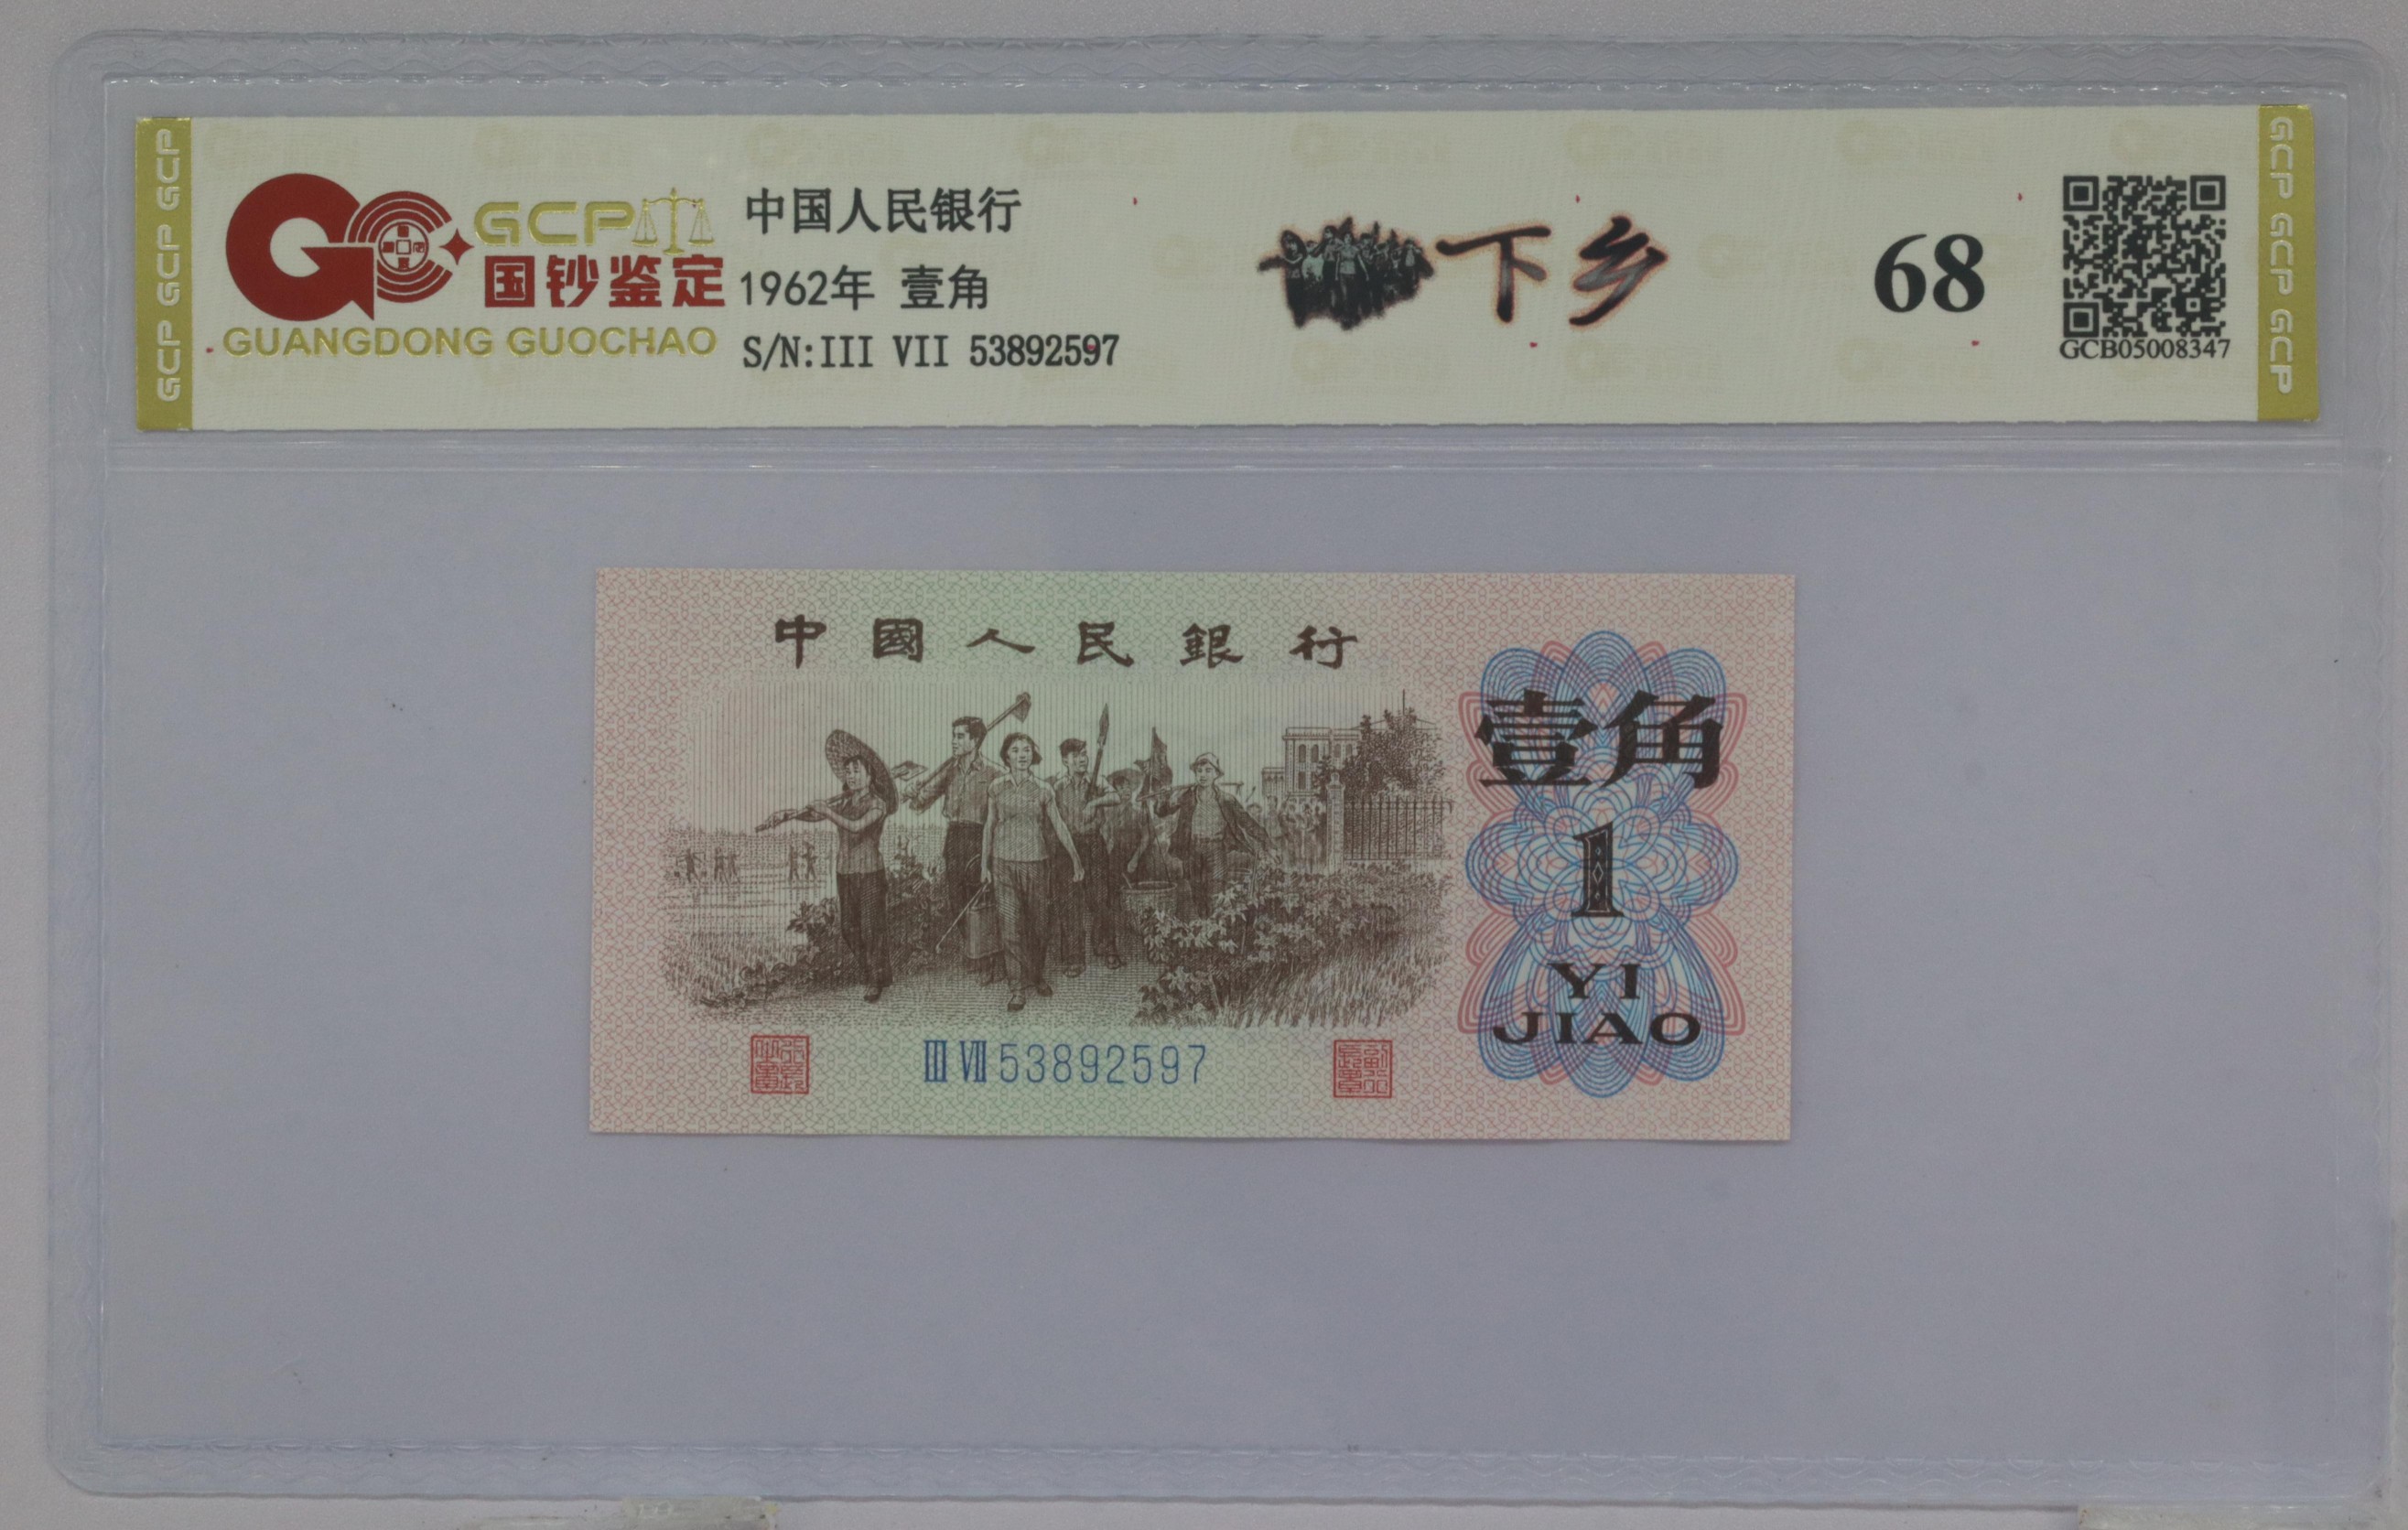 GCP GCP GCP
GCP
国钞鉴定
GUANGDONG GUOCHAO
中国人民银行
1962年 壹角
S/N:III VII 53892597
下乡
68
GCB05008347
GCP GCP GCP
中國人民銀行
壹角
1
YI
JIAO
III VII 53892597